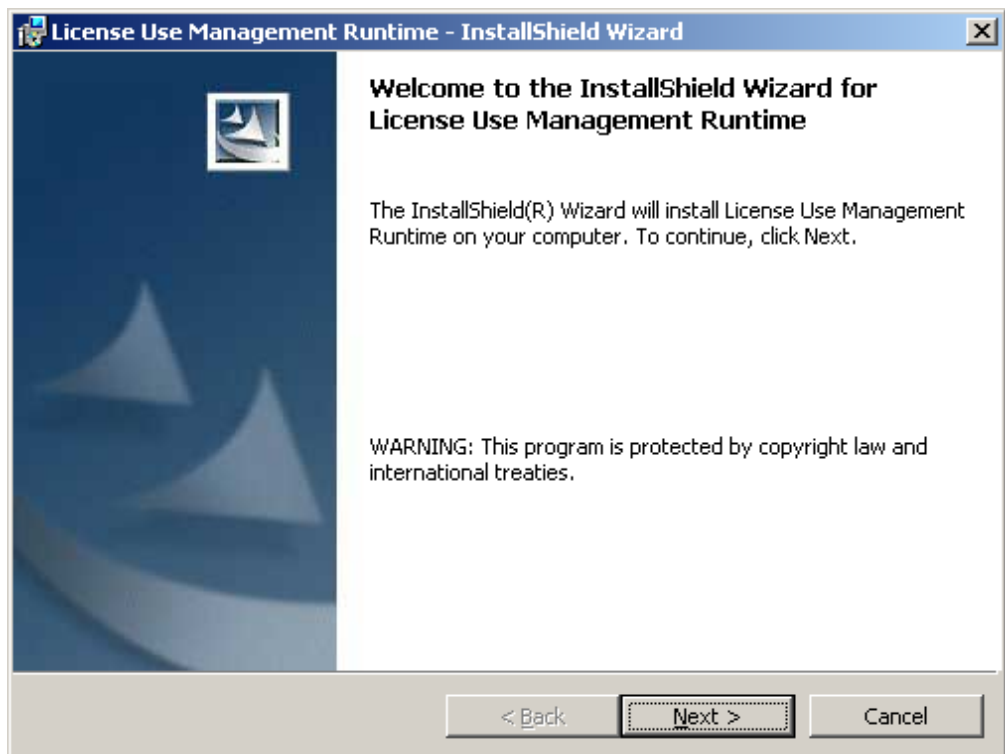 License Use Management Runtime - InstallShield Wizard
Welcome to the InstallShield Wizard for
License Use Management Runtime
The InstallShield(R) Wizard will install License Use Management
Runtime on your computer. To continue, click Next.
WARNING: This program is protected by copyright law and
international treaties.
< Back Next > Cancel